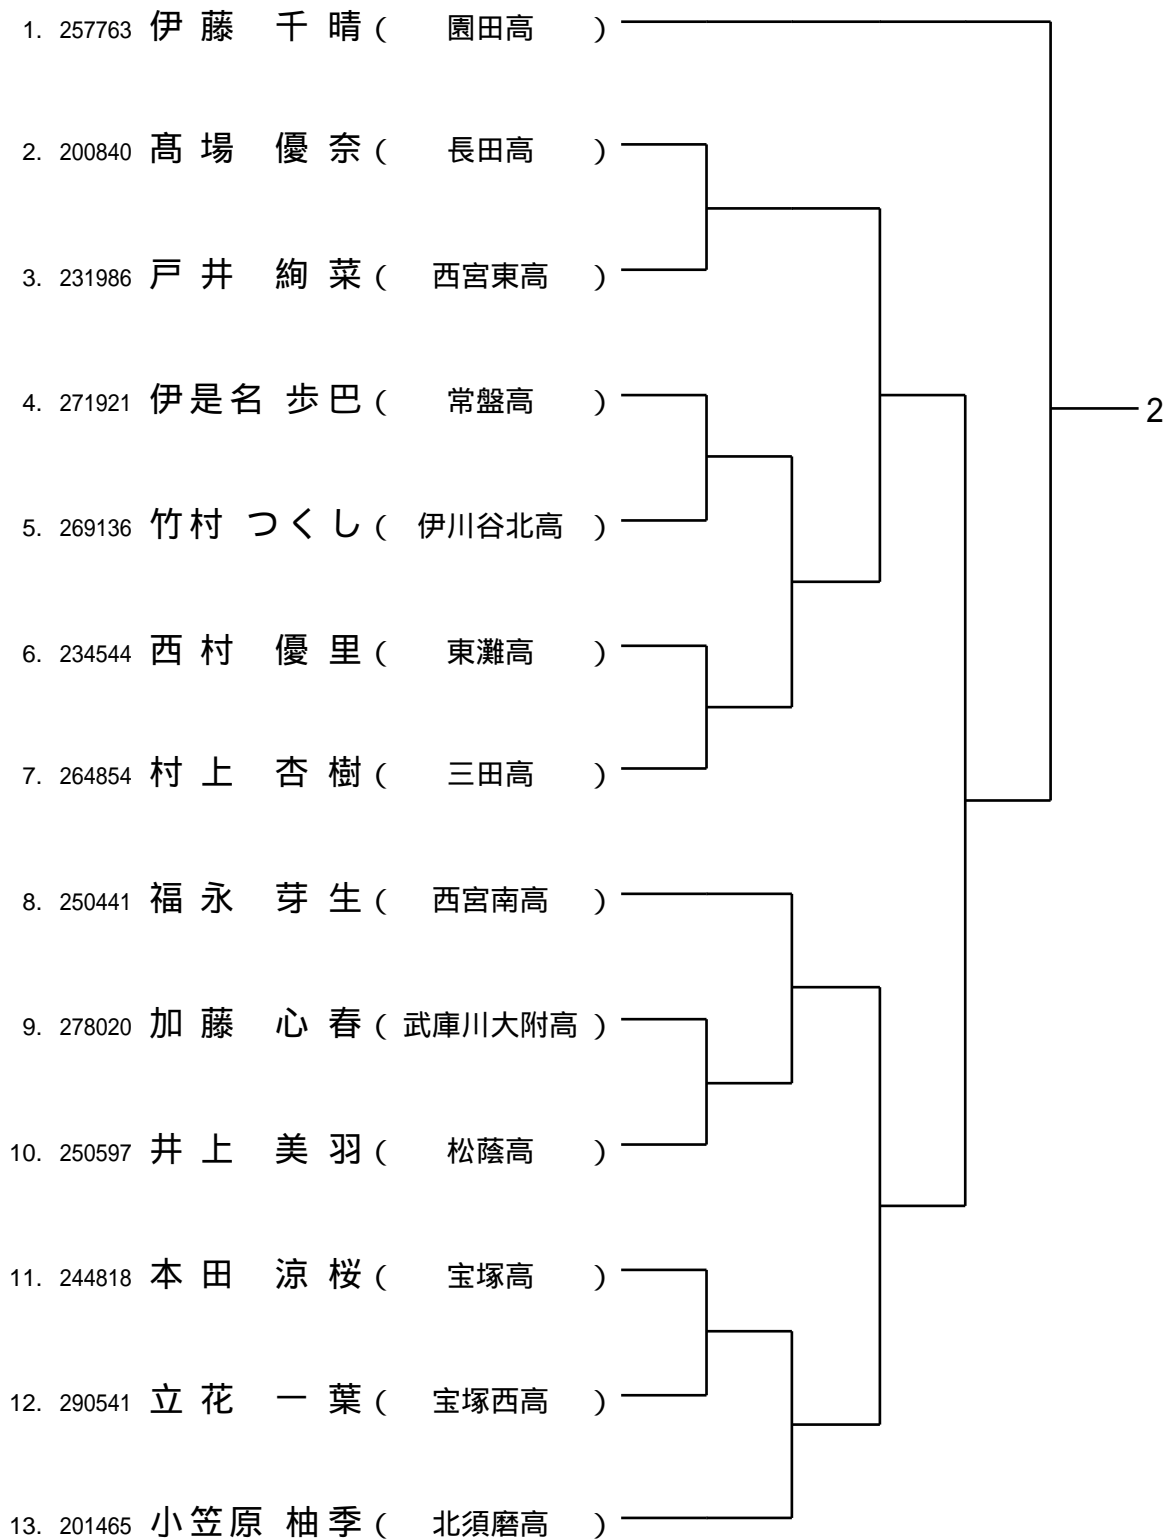 1. 257763 伊藤 千晴 ( 園田高 )
2. 200840 髙場 優奈 ( 長田高 )
3. 231986 戸井 絢菜 ( 西宮東高 )
4. 271921 伊是名 歩巴 ( 常盤高 )
2
5. 269136 竹村 つくし ( 伊川谷北高 )
6. 234544 西村 優里 ( 東灘高 )
7. 264854 村上 杏樹 ( 三田高 )
8. 250441 福永 芽生 ( 西宮南高 )
9. 278020 加藤 心春 ( 武庫川大附高 )
10. 250597 井上 美羽 ( 松蔭高 )
11. 244818 本田 涼桜 ( 宝塚高 )
12. 290541 立花 一葉 ( 宝塚西高 )
13. 201465 小笠原 柚季 ( 北須磨高 )